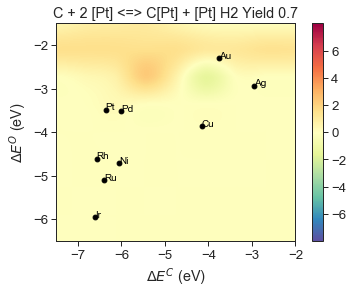 C + 2 [Pt] <=> C[Pt] + [Pt] H2 Yield 0.7
−2
−3
−4
−5
−6
ΔE^O (eV)
Au
Ag
Pt
Pd
Cu
Rh
Ni
Ru
Ir
−7
−6
−5
−4
−3
−2
ΔE^C (eV)
6
4
2
0
−2
−4
−6